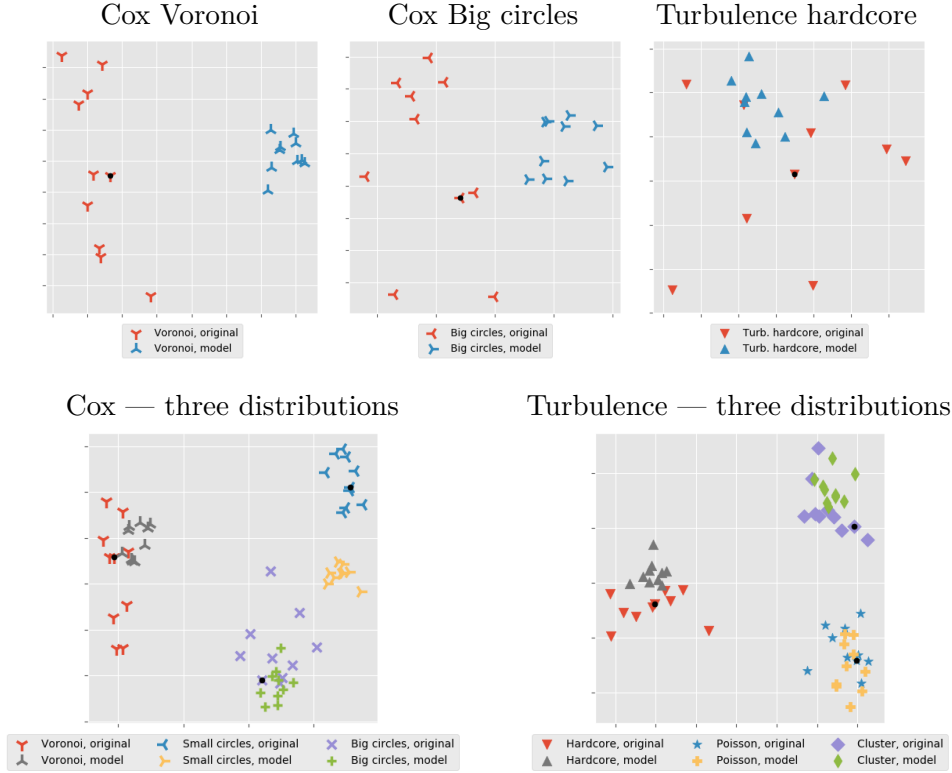 Cox Voronoi
Cox Big circles
Turbulence hardcore
Voronoi, original
Voronoi, model
Big circles, original
Big circles, model
Turb. hardcore, original
Turb. hardcore, model
Cox — three distributions
Turbulence — three distributions
Voronoi, original
Small circles, original
Big circles, original
Voronoi, model
Small circles, model
Big circles, model
Hardcore, original
Poisson, original
Cluster, original
Hardcore, model
Poisson, model
Cluster, model